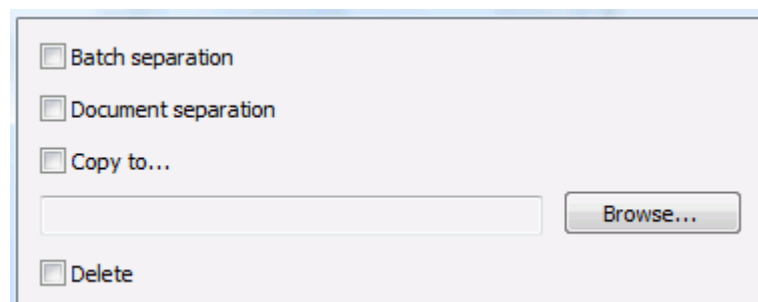 Batch separation
Document separation
Copy to...
Browse...
Delete